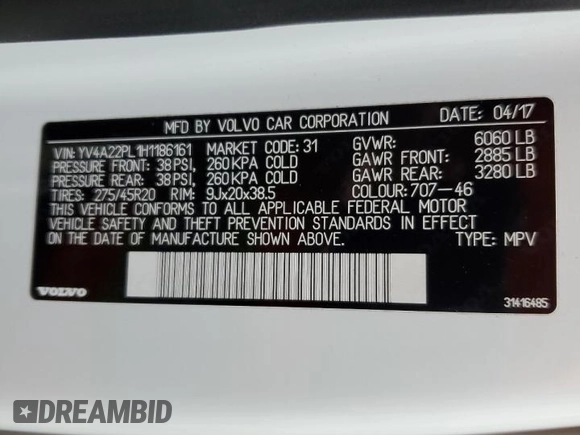 MFD BY VOLVO CAR CORPORATION DATE: 04/17
VIN: YV4A22PL1H1186161 MARKET CODE: 31 GVWR: 6060 LB
PRESSURE FRONT: 38 PSI, 260 KPA COLD GAWR FRONT: 2885 LB
PRESSURE REAR: 38 PSI, 260 KPA COLD GAWR REAR: 3280 LB
TIRES: 275/45R20 RIM: 9Jx20x38.5 COLOUR: 707-46
THIS VEHICLE CONFORMS TO ALL APPLICABLE FEDERAL MOTOR
VEHICLE SAFETY AND THEFT PREVENTION STANDARDS IN EFFECT
ON THE DATE OF MANUFACTURE SHOWN ABOVE. TYPE: MPV
VOLVO 31416485
DREAMBID